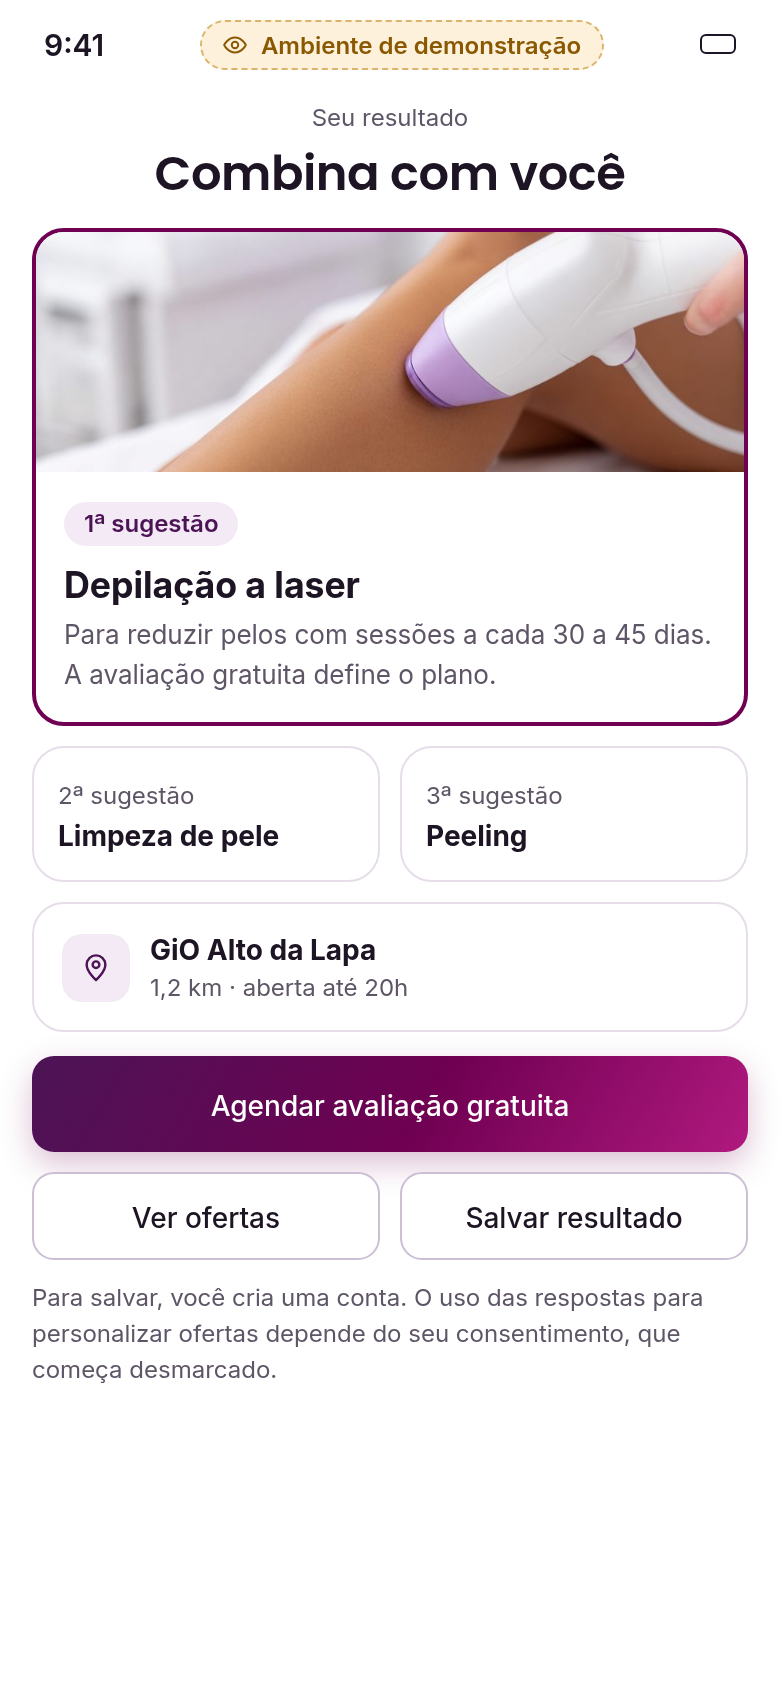 9:41
Ambiente de demonstração
Seu resultado
Combina com você
1ª sugestão
Depilação a laser
Para reduzir pelos com sessões a cada 30 a 45 dias.
A avaliação gratuita define o plano.
2ª sugestão
Limpeza de pele
3ª sugestão
Peeling
GiO Alto da Lapa
1,2 km · aberta até 20h
Agendar avaliação gratuita
Ver ofertas
Salvar resultado
Para salvar, você cria uma conta. O uso das respostas para
personalizar ofertas depende do seu consentimento, que
começa desmarcado.